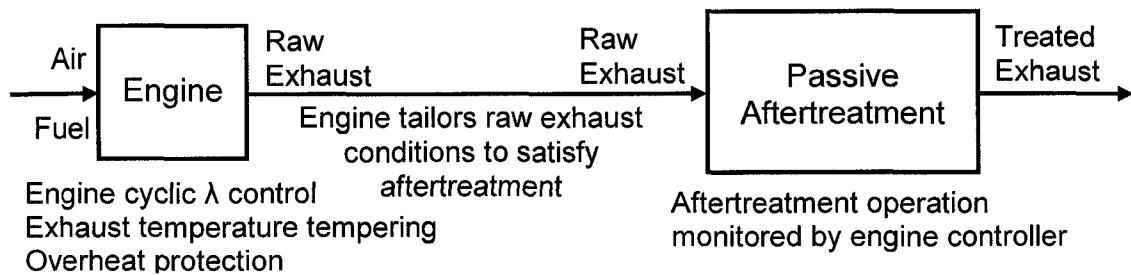 Air
Fuel
Engine
Raw
Exhaust
Engine tailors raw exhaust
conditions to satisfy
aftertreatment
Raw
Exhaust
Passive
Aftertreatment
Treated
Exhaust
Engine cyclic λ control
Exhaust temperature tempering
Overheat protection
Aftertreatment operation
monitored by engine controller